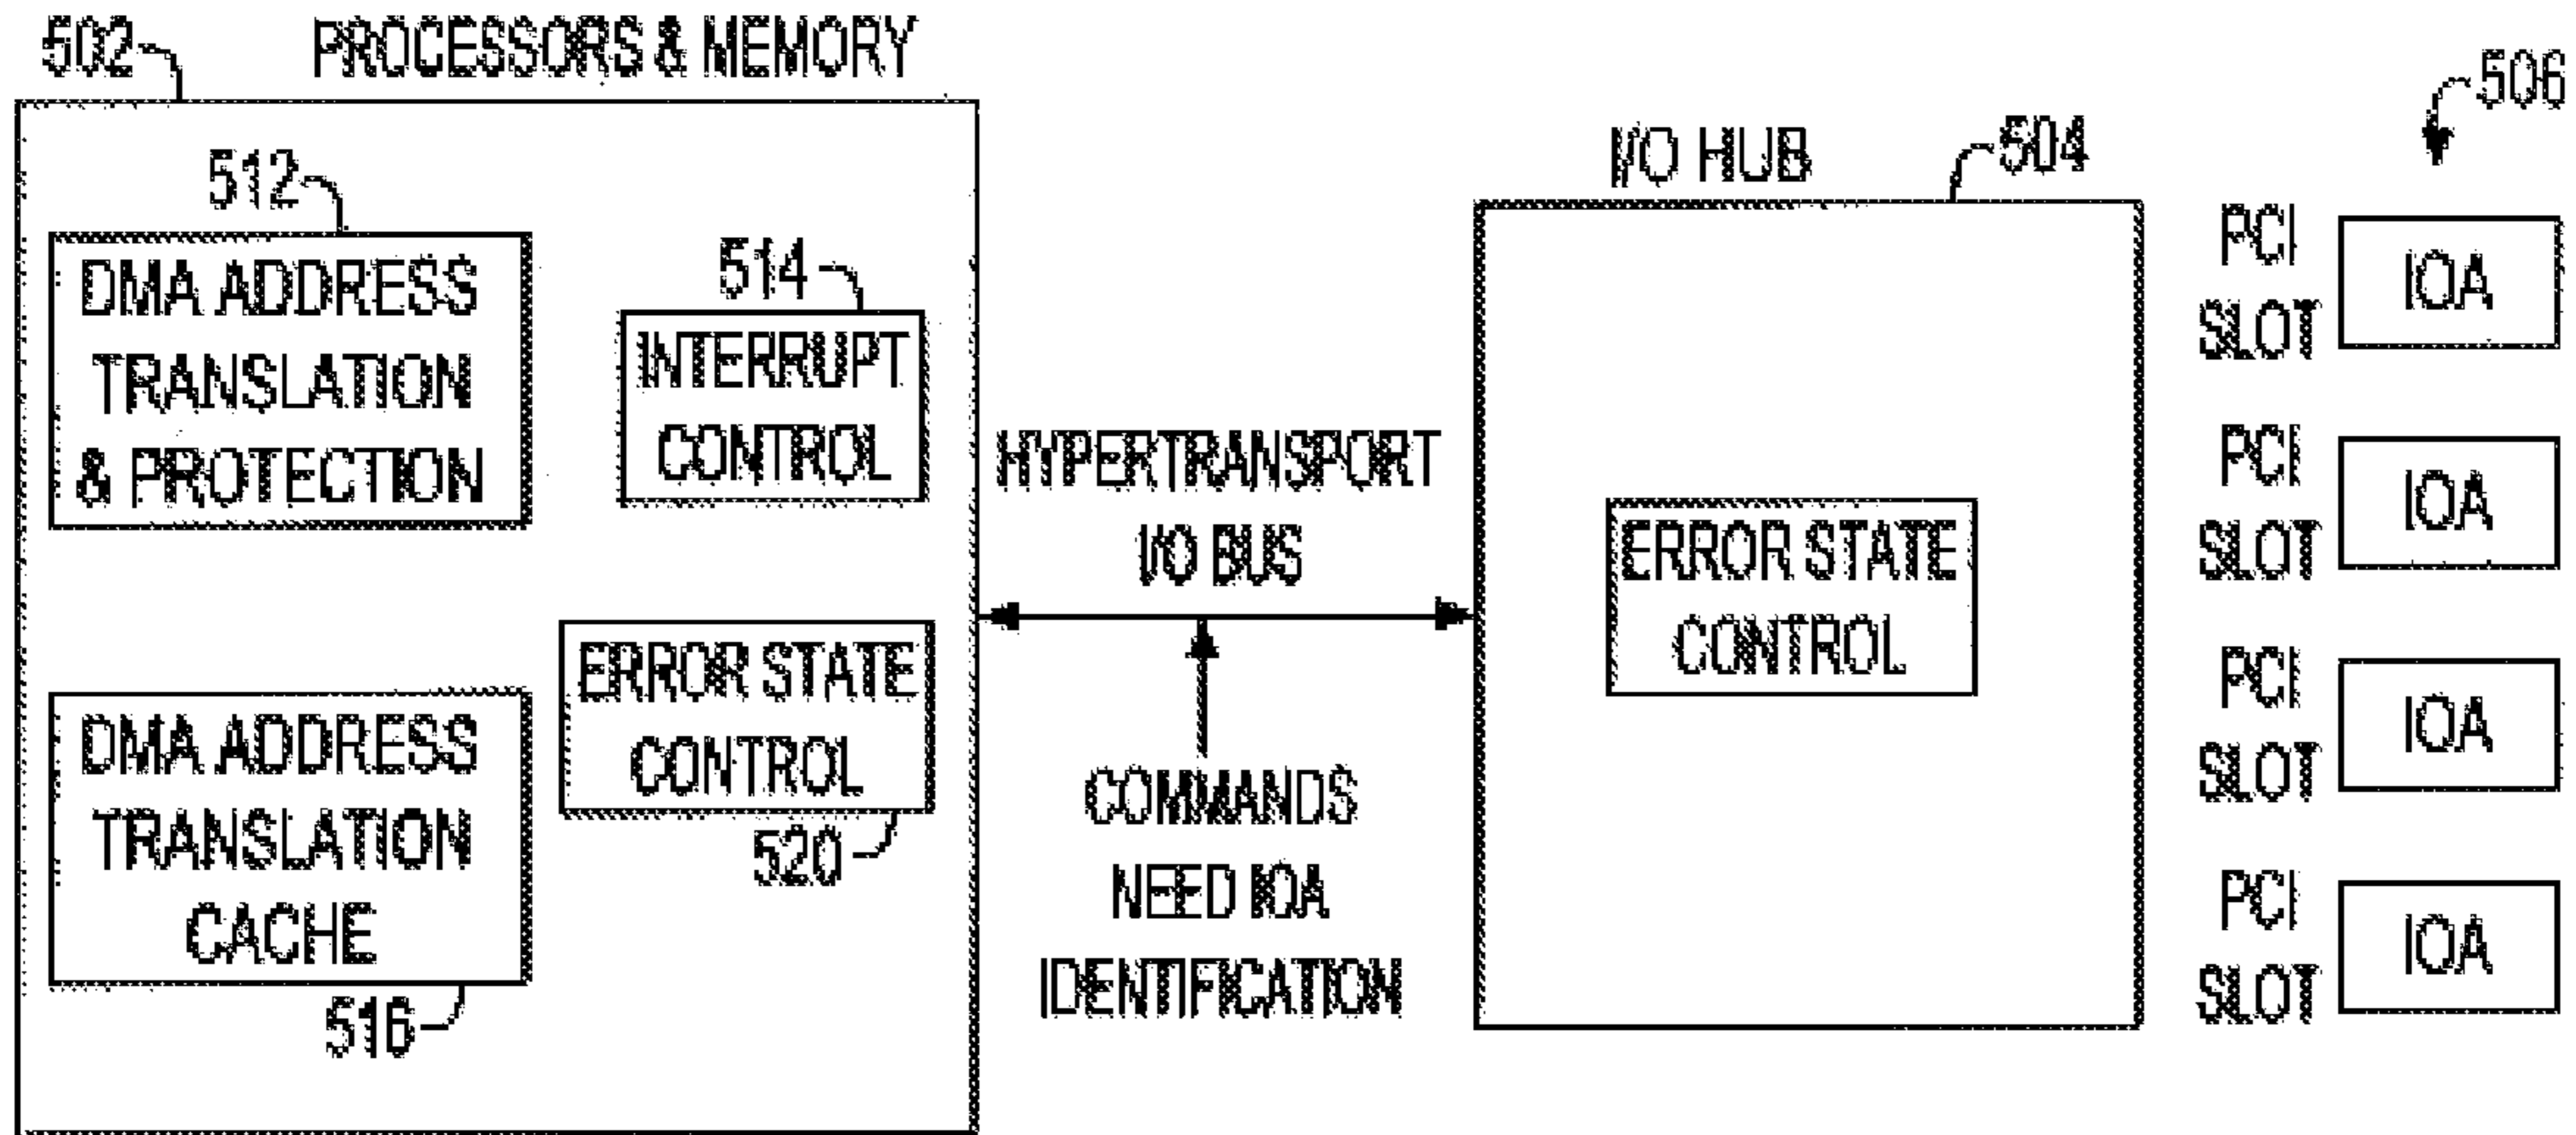 502
PROCESSORS & MEMORY
512
DMA ADDRESS
TRANSLATION
& PROTECTION
514
INTERRUPT
CONTROL
DMA ADDRESS
TRANSLATION
CACHE
516
ERROR STATE
CONTROL
520
HYPERTRANSPORT
I/O BUS
COMMANDS
NEED IOA
IDENTIFICATION
I/O HUB
504
ERROR STATE
CONTROL
506
PCI
SLOT
IOA
PCI
SLOT
IOA
PCI
SLOT
IOA
PCI
SLOT
IOA